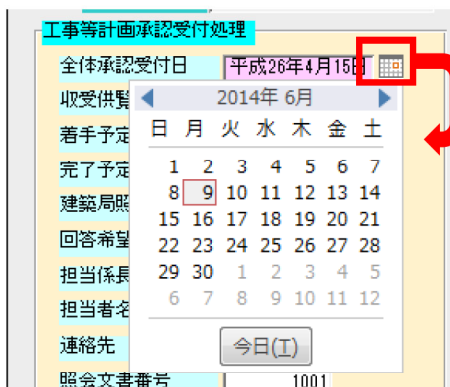 工事等計画承認受付処理
全体承認受付日 平成26年4月15日
収受供覧
着手予定
完了予定
建築局照
回答希望
担当係長
担当者名
連絡先
照会文書番号 1001
2014年 6月
日 月 火 水 木 金 土
1 2 3 4 5 6 7
8 9 10 11 12 13 14
15 16 17 18 19 20 21
22 23 24 25 26 27 28
29 30 1 2 3 4 5
6 7 8 9 10 11 12
今日(T)